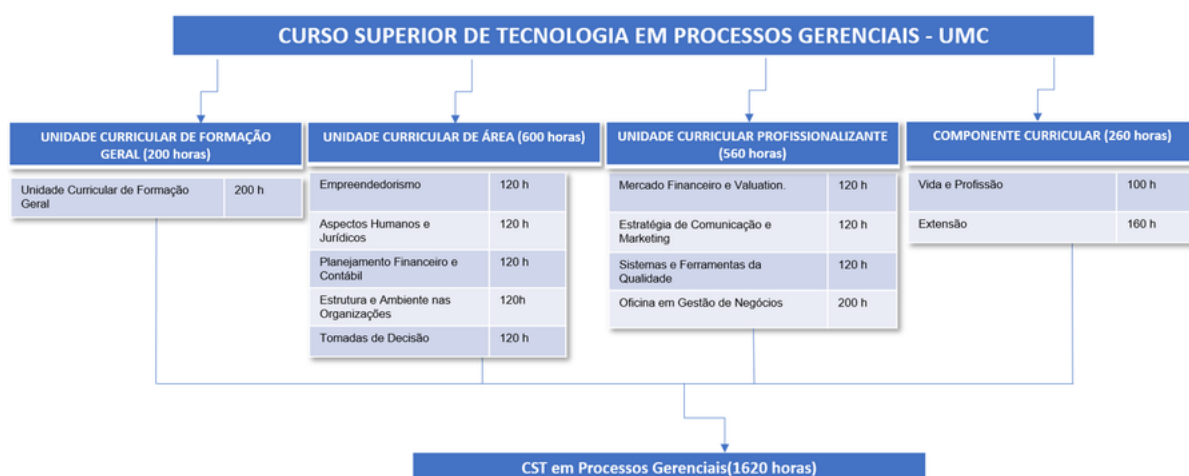 CURSO SUPERIOR DE TECNOLOGIA EM PROCESSOS GERENCIAIS - UMC
UNIDADE CURRICULAR DE FORMAÇÃO
GERAL (200 horas)
Unidade Curricular de Formação
Geral
200 h
UNIDADE CURRICULAR DE ÁREA (600 horas)
Empreendedorismo
120 h
Aspectos Humanos e
Jurídicos
120 h
Planejamento Financeiro e
Contábil
120 h
Estrutura e Ambiente nas
Organizações
120h
Tomadas de Decisão
120 h
UNIDADE CURRICULAR PROFISSIONALIZANTE
(560 horas)
Mercado Financeiro e Valuation.
120 h
Estratégia de Comunicação e
Marketing
120 h
Sistemas e Ferramentas da
Qualidade
120 h
Oficina em Gestão de Negócios
200 h
COMPONENTE CURRICULAR (260 horas)
Vida e Profissão
100 h
Extensão
160 h
CST em Processos Gerenciais(1620 horas)